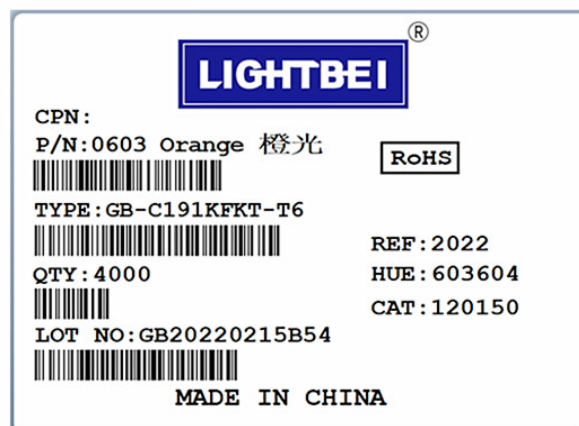 LIGHTBEI ®
CPN:
P/N:0603 Orange 橙光
RoHS
TYPE:GB-C191KFKT-T6
REF:2022
QTY:4000
HUE:603604
CAT:120150
LOT NO:GB20220215B54
MADE IN CHINA